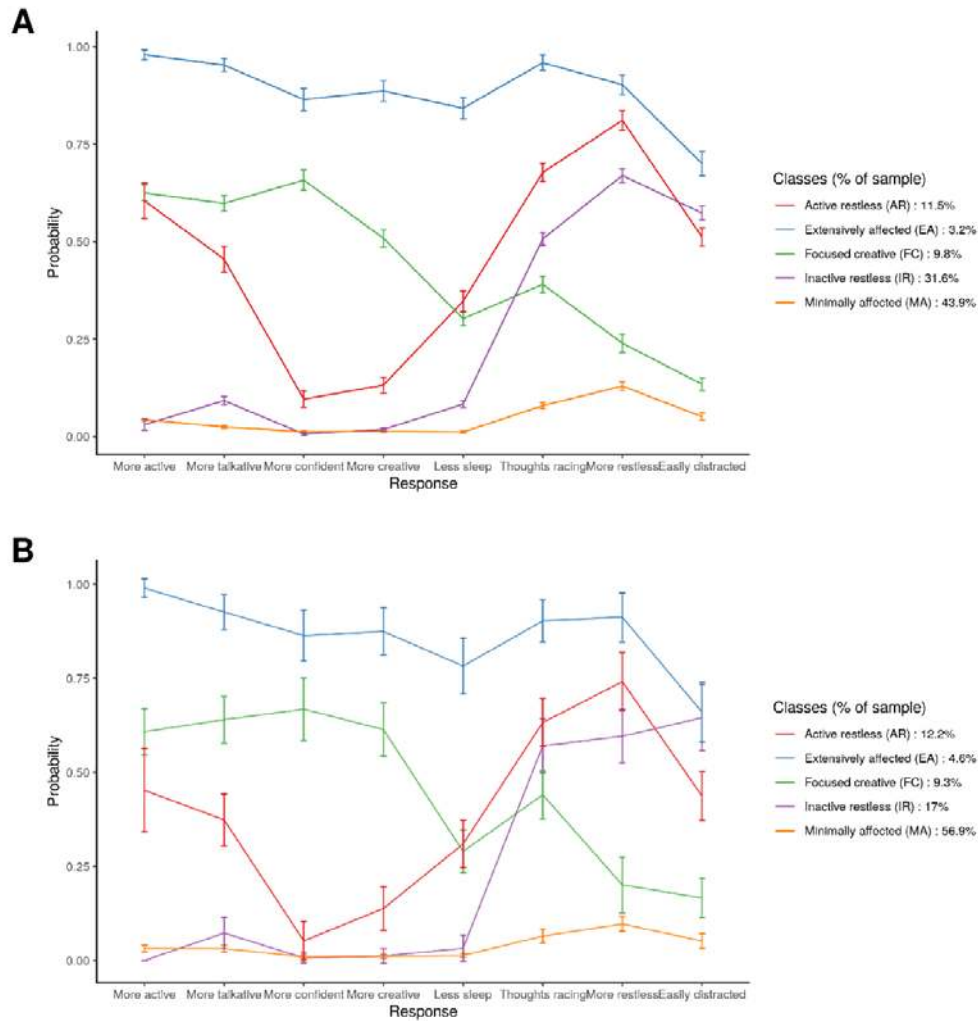 A
1.00
0.75
0.50
0.25
0.00
Probability
More active More talkative More confident More creative Less sleep Thoughts racing More restless Easily distracted
Response
Classes (% of sample)
Active restless (AR) : 11.5%
Extensively affected (EA) : 3.2%
Focused creative (FC) : 9.8%
Inactive restless (IR) : 31.6%
Minimally affected (MA) : 43.9%
B
1.00
0.75
0.50
0.25
0.00
Probability
More active More talkative More confident More creative Less sleep Thoughts racing More restless Easily distracted
Response
Classes (% of sample)
Active restless (AR) : 12.2%
Extensively affected (EA) : 4.6%
Focused creative (FC) : 9.3%
Inactive restless (IR) : 17%
Minimally affected (MA) : 56.9%